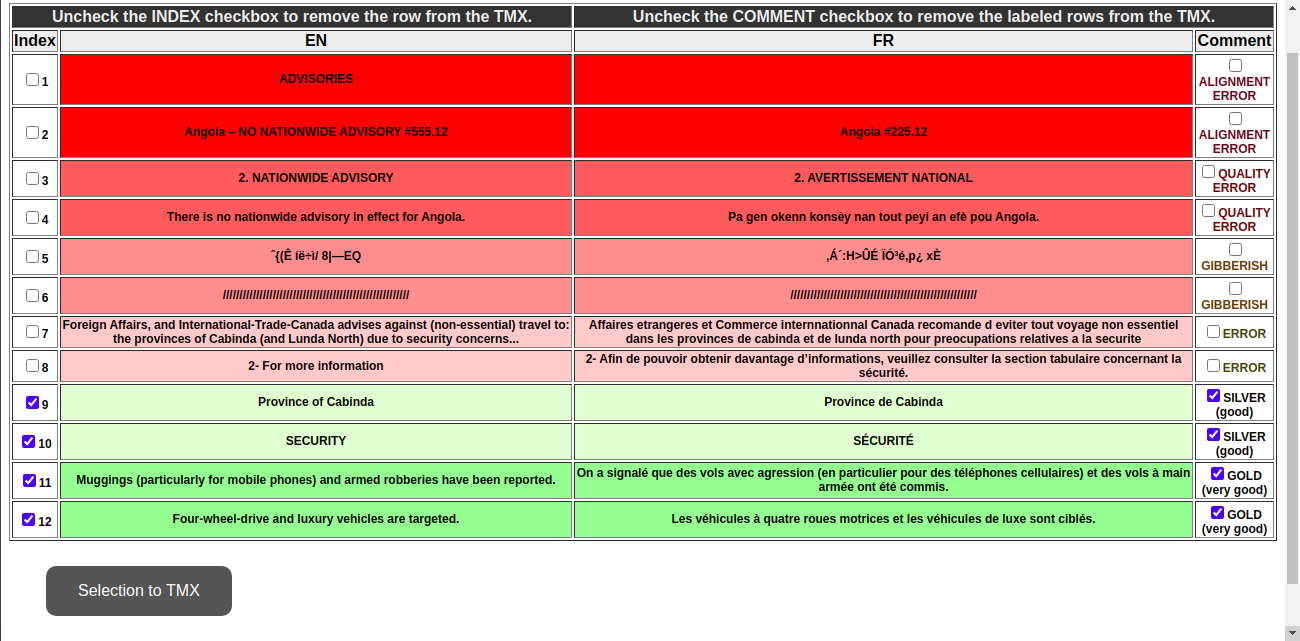 Uncheck the INDEX checkbox to remove the row from the TMX. Uncheck the COMMENT checkbox to remove the labeled rows from the TMX.
Index EN FR Comment
1 ADVISORIES ALIGNMENT
ERROR
2 Angola – NO NATIONWIDE ADVISORY #555.12 Angola #225.12 ALIGNMENT
ERROR
3 2. NATIONWIDE ADVISORY 2. AVERTISSEMENT NATIONAL QUALITY
ERROR
4 There is no nationwide advisory in effect for Angola. Pa gen okenn konsèy nan tout peyi an efè pou Angola. QUALITY
ERROR
5 ˆ{(Ê íë÷ì/ 8|—EQ ‚Á´:H>ÛÉ ÏÓ³é‚p¿ xÈ
GIBBERISH
6 //////////////////////////////////////////////////////// ////////////////////////////////////////////////////////
GIBBERISH
7 Foreign Affairs, and International-Trade-Canada advises against (non-essential) travel to:
the provinces of Cabinda (and Lunda North) due to security concerns... Affaires etrangeres et Commerce internnationnal Canada recomande d eviter tout voyage non essentiel
dans les provinces de cabinda et de lunda north pour preocupations relatives a la securite ERROR
8 2- For more information 2- Afin de pouvoir obtenir davantage d’informations, veuillez consulter la section tabulaire concernant la
sécurité. ERROR
9 Province of Cabinda Province de Cabinda SILVER
(good)
10 SECURITY SÉCURITÉ SILVER
(good)
11 Muggings (particularly for mobile phones) and armed robberies have been reported. On a signalé que des vols avec agression (en particulier pour des téléphones cellulaires) et des vols à main
armée ont été commis. GOLD
(very good)
12 Four-wheel-drive and luxury vehicles are targeted. Les véhicules à quatre roues motrices et les véhicules de luxe sont ciblés. GOLD
(very good)
Selection to TMX